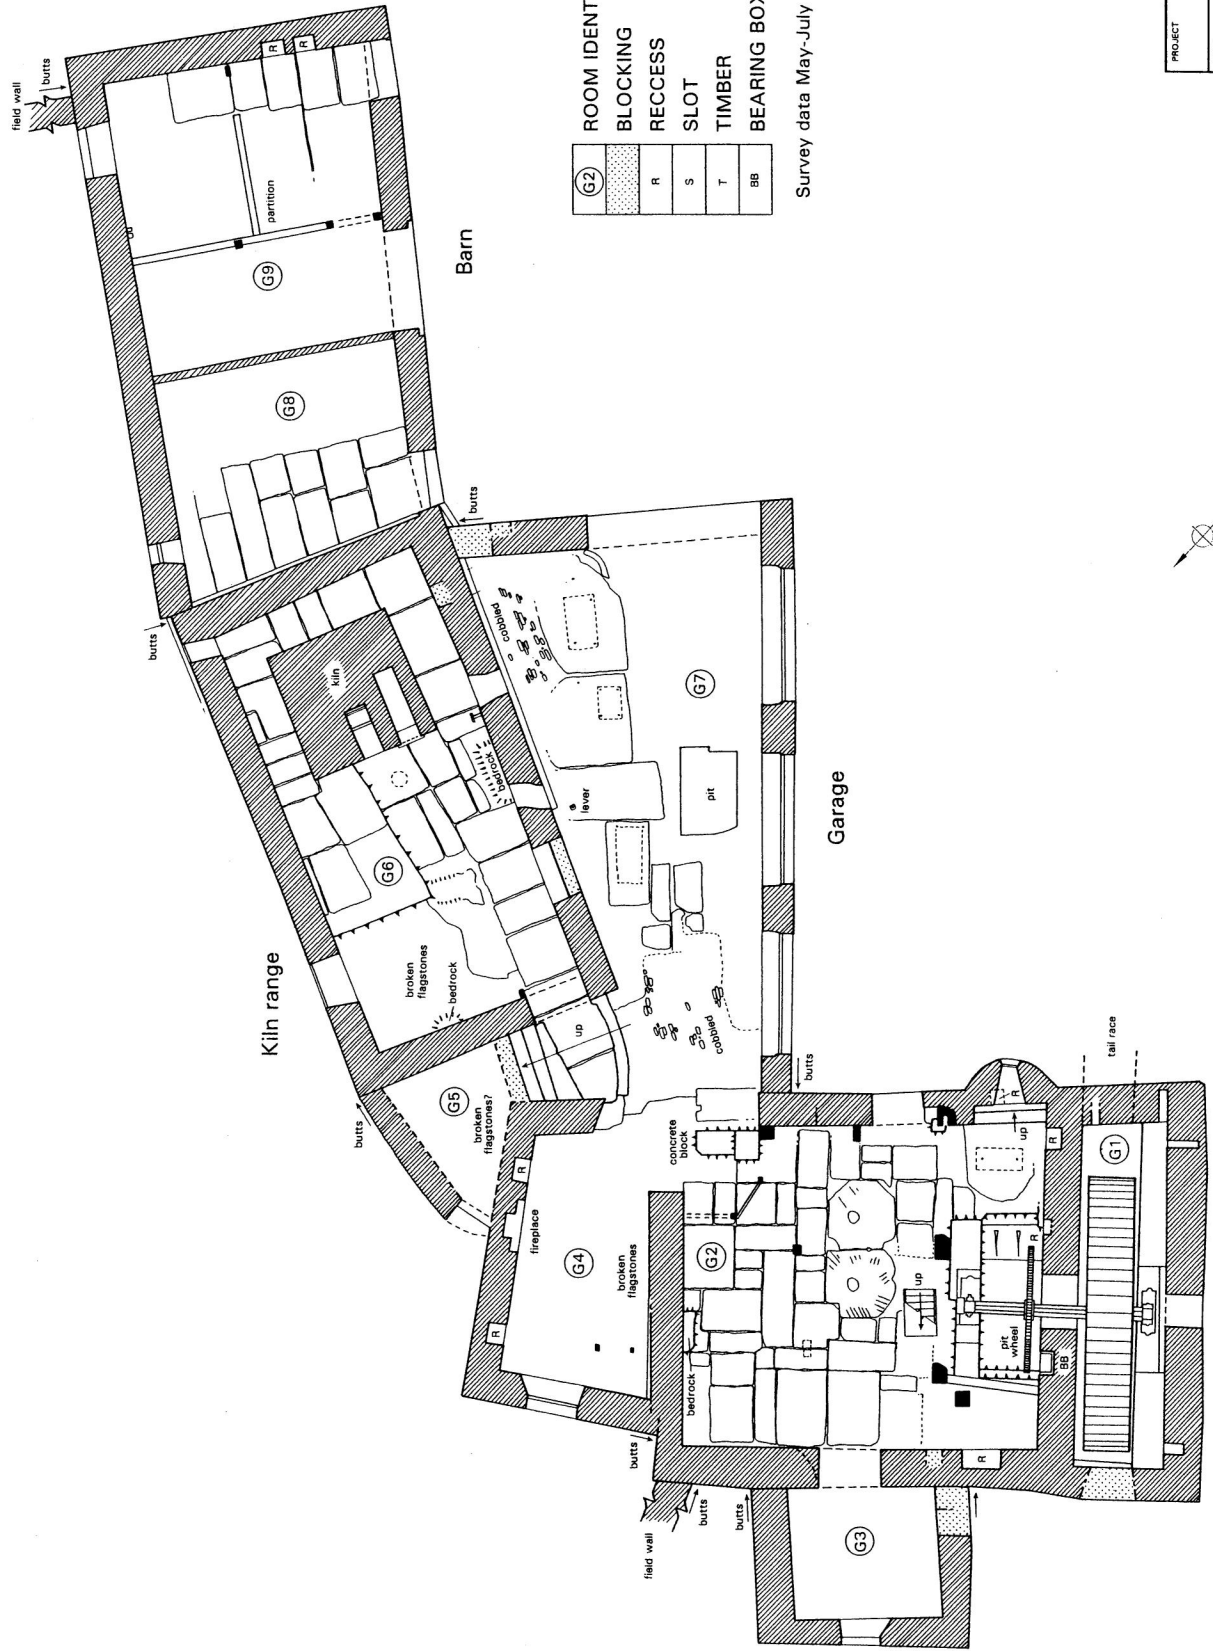 field wall
butts
Barn
G9
partition
G8
butts
butts
Kiln range
kiln
G6
bedrock
broken
flagstones
bedrock
cobbled
G7
lever
pit
Garage
cobbled
up
butts
G5
broken
flagstones?
butts
fireplace
R
R
G4
broken
flagstones
concrete
block
G2
bedrock
up
up
R
R
R
R
pit
wheel
BB
G1
tail race
butts
field wall
butts
butts
G3
R
R
G2 ROOM IDENT
BLOCKING
R RECCESS
S SLOT
T TIMBER
BB BEARING BOX
Survey data May-July
PROJECT